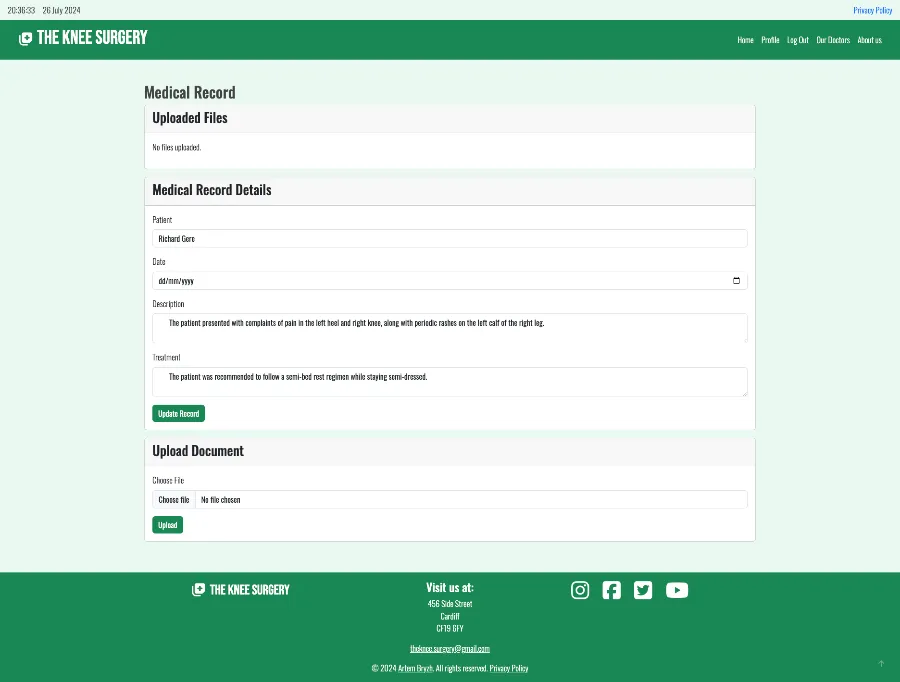 20:36:33 26 July 2024 Privacy Policy
THE KNEE SURGERY
Home Profile Log Out Our Doctors About us
Medical Record
Uploaded Files
No files uploaded.
Medical Record Details
Patient
Richard Gere
Date
dd/mm/yyyy
Description
The patient presented with complaints of pain in the left heel and right knee, along with periodic rashes on the left calf of the right leg.
Treatment
The patient was recommended to follow a semi-bed rest regimen while staying semi-dressed.
Update Record
Upload Document
Choose File
Choose file No file chosen
Upload
THE KNEE SURGERY
Visit us at:
456 Side Street
Cardiff
CF19 6FY
theknee.surgery@gmail.com
© 2024 Artem Bryzh. All rights reserved. Privacy Policy